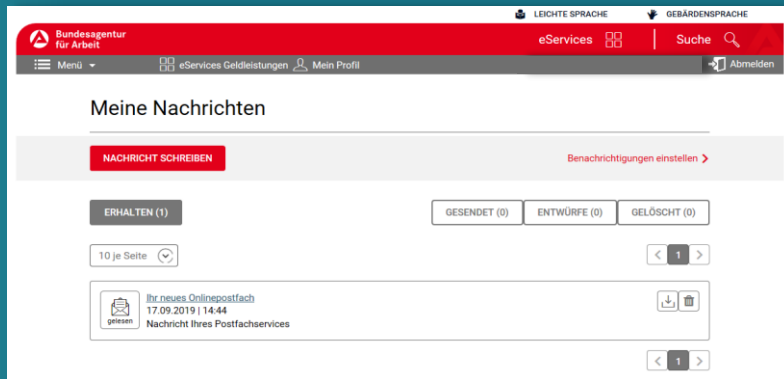 LEICHTE SPRACHE GEBÄRDENSPRACHE
Bundesagentur
für Arbeit
eServices Suche
Menü eServices Geldleistungen Mein Profil Abmelden
Meine Nachrichten
NACHRICHT SCHREIBEN Benachrichtigungen einstellen
ERHALTEN (1) GESENDET (0) ENTWÜRFE (0) GELÖSCHT (0)
10 je Seite < 1 >
Ihr neues Onlinepostfach
17.09.2019 | 14:44
gelesen Nachricht Ihres Postfachservices
< 1 >